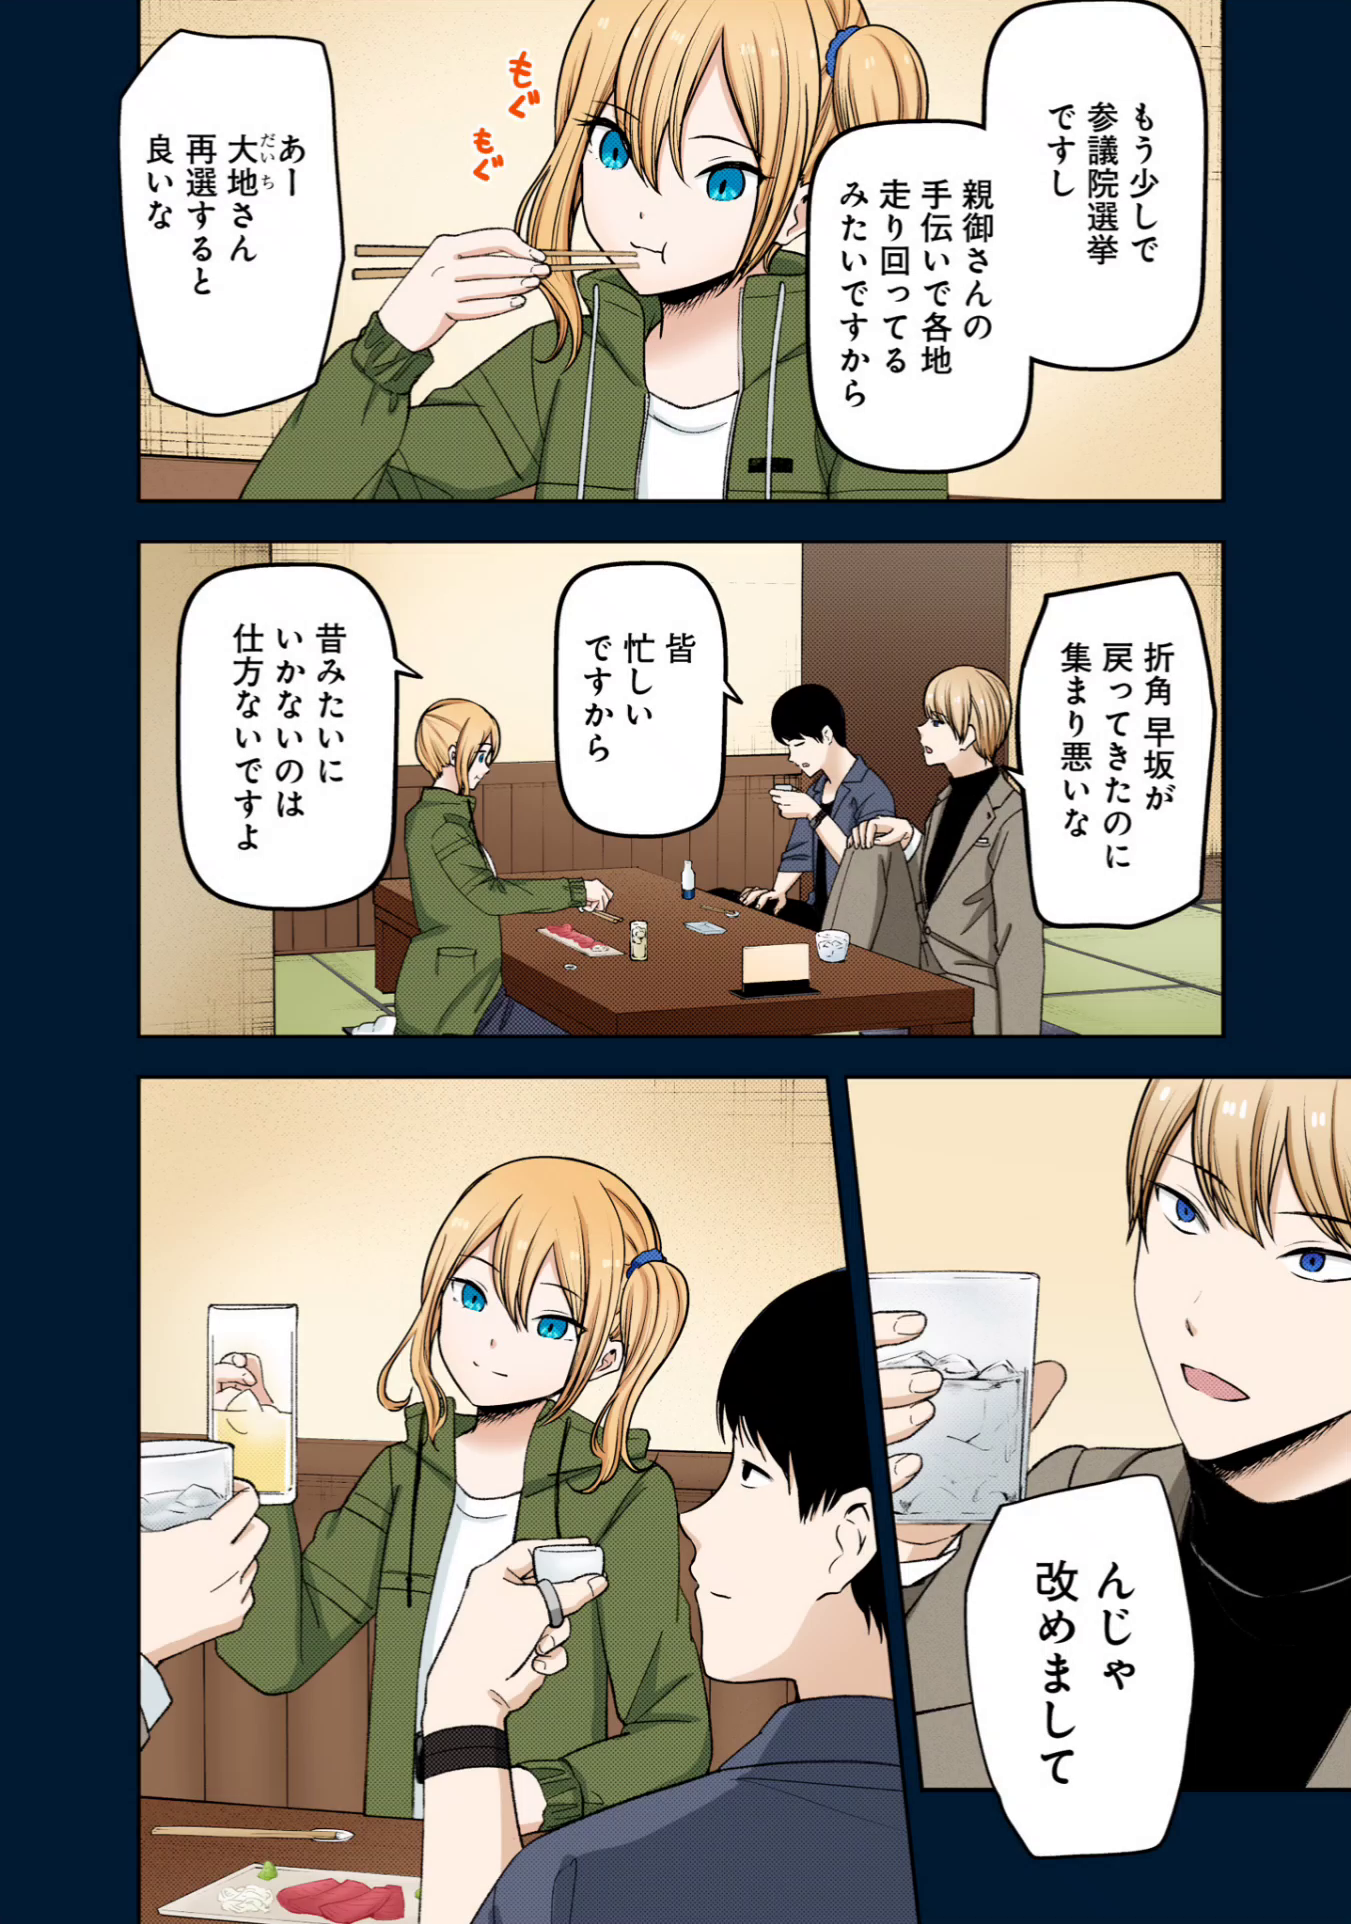 もう少しで
参議院選挙
ですし
親御さんの
手伝いで各地
走り回ってる
みたいですから
もぐ
もぐ
あー
大地さん
だいち
再選すると
良いな
折角 早坂が
戻ってきたのに
集まり悪いな
皆
忙しい
ですから
昔みたいに
いかないのは
仕方ないですよ
んじゃ
改めまして